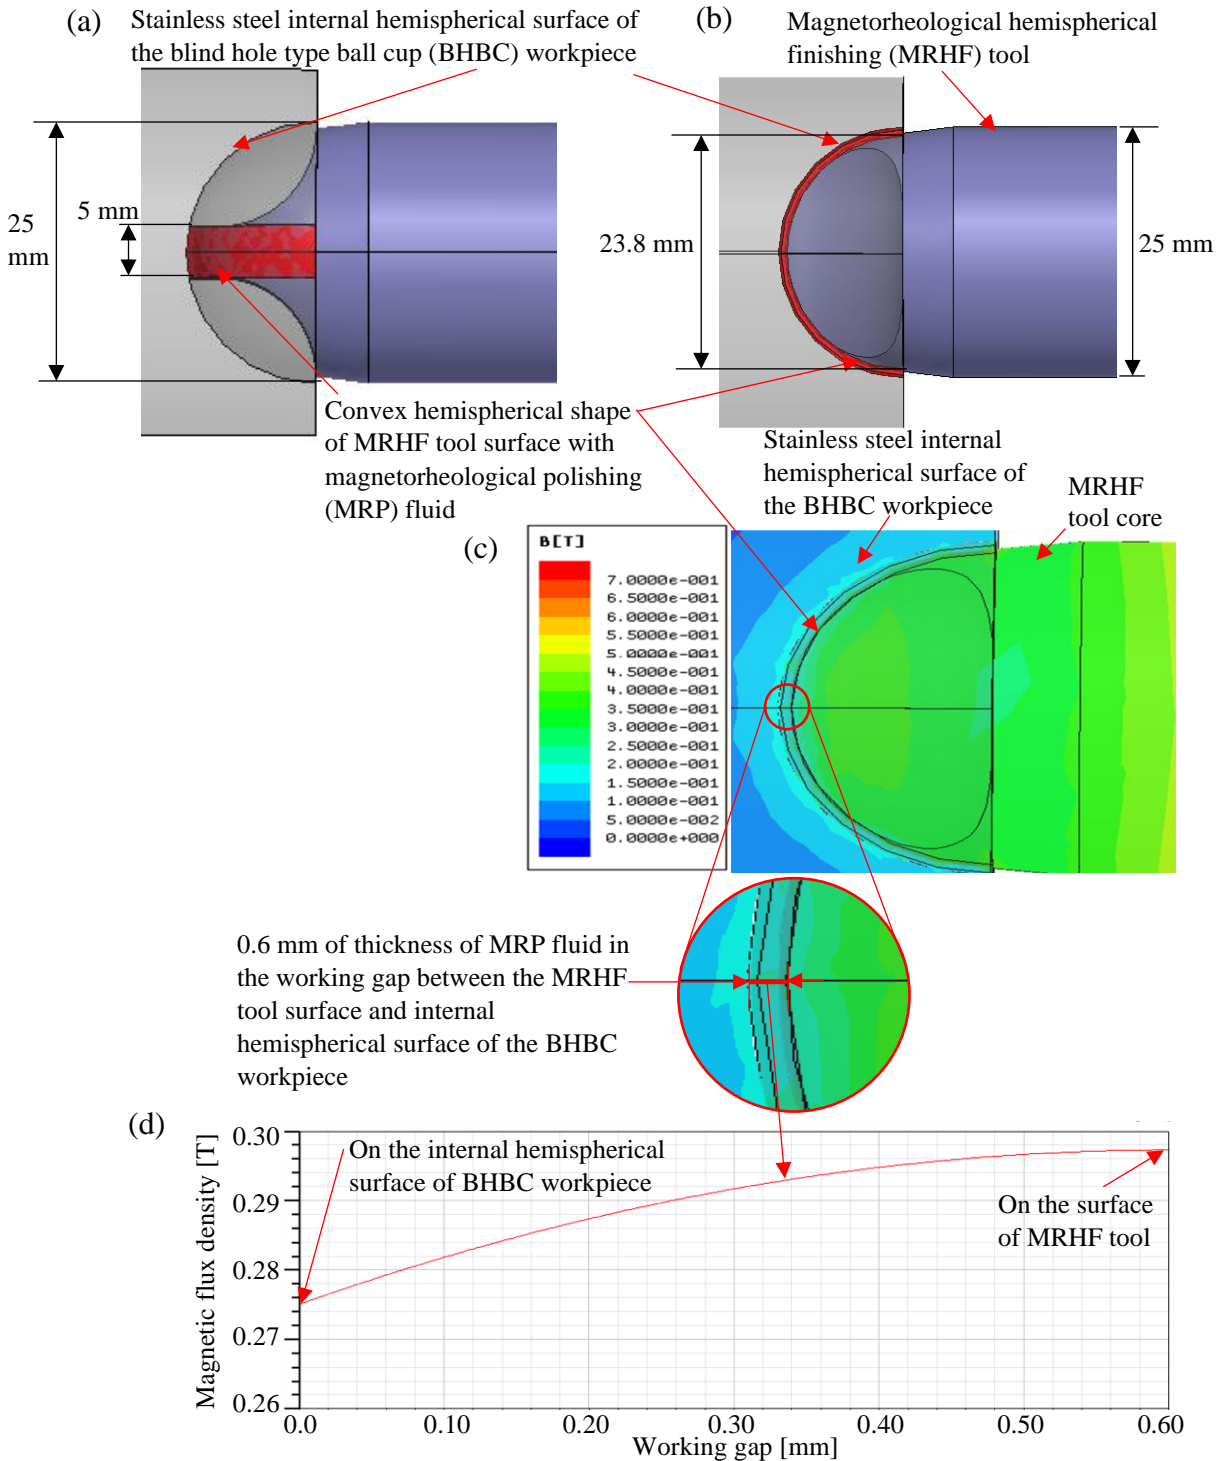 (a)
Stainless steel internal hemispherical surface of
the blind hole type ball cup (BHBC) workpiece
(b)
Magnetorheological hemispherical
finishing (MRHF) tool
25
mm
5 mm
23.8 mm
25 mm
Convex hemispherical shape
of MRHF tool surface with
magnetorheological polishing
(MRP) fluid
Stainless steel internal
hemispherical surface of
the BHBC workpiece
MRHF
tool core
(c)
B[T]
7.0000e-001
6.5000e-001
6.0000e-001
5.5000e-001
5.0000e-001
4.5000e-001
4.0000e-001
3.5000e-001
3.0000e-001
2.5000e-001
2.0000e-001
1.5000e-001
1.0000e-001
5.0000e-002
0.0000e+000
0.6 mm of thickness of MRP fluid in
the working gap between the MRHF
tool surface and internal
hemispherical surface of the BHBC
workpiece
(d)
Magnetic flux density [T]
0.30
0.29
0.28
0.27
0.26
On the internal hemispherical
surface of BHBC workpiece
On the surface
of MRHF tool
0.0
0.10
0.20
0.30
0.40
0.50
0.60
Working gap [mm]